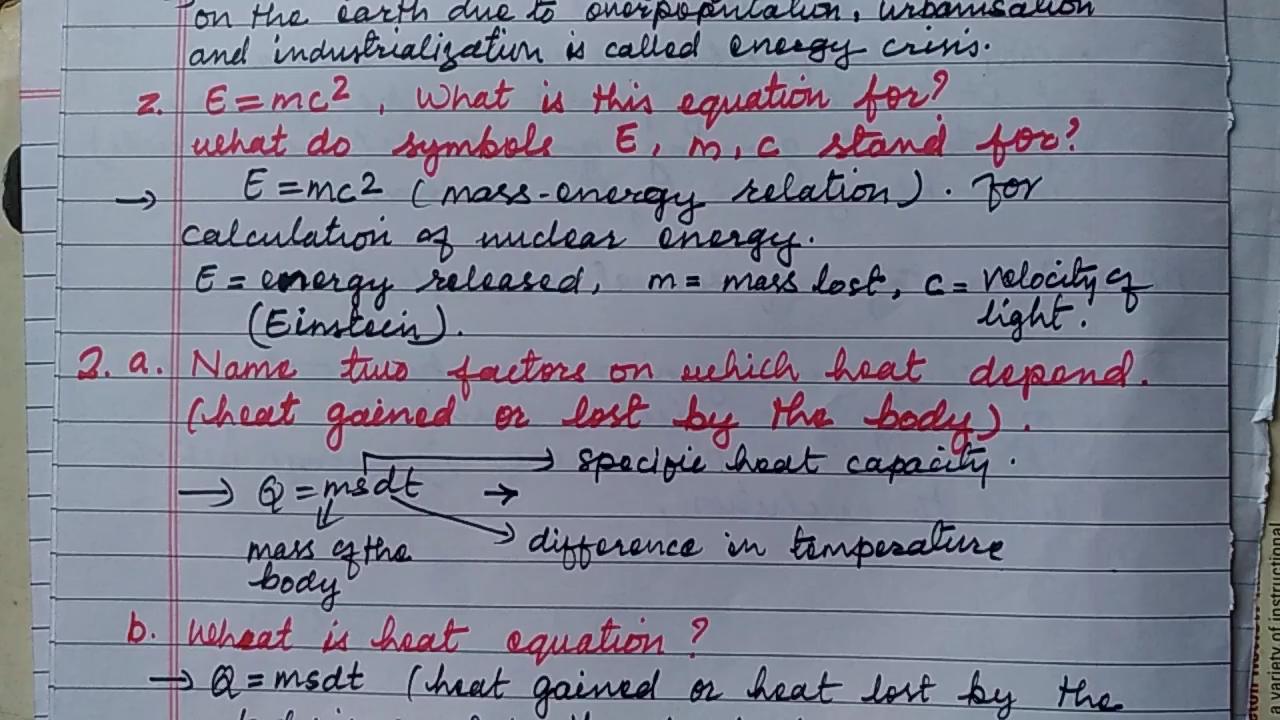 on the earth due to overpopulation, urbanisation
and industrialization is called energy crisis.
z. E=mc², What is this equation for?
what do symbols E, m, c stand for?
→ E=mc2 (mass-energy relation). For
calculation of nuclear energy.
E = energy released, m = mass lost, c = velocity of
light.
(Einstein).
2. a. Name two factors on which heat depend.
(heat gained or lost by the body).
→ specific heat capacity.
→ Q = msdt →
mass of the
body
→ difference in temperature
b. Wheat is heat equation?
→ Q = msdt (heat gained or heat lost by the
a variety of instructional